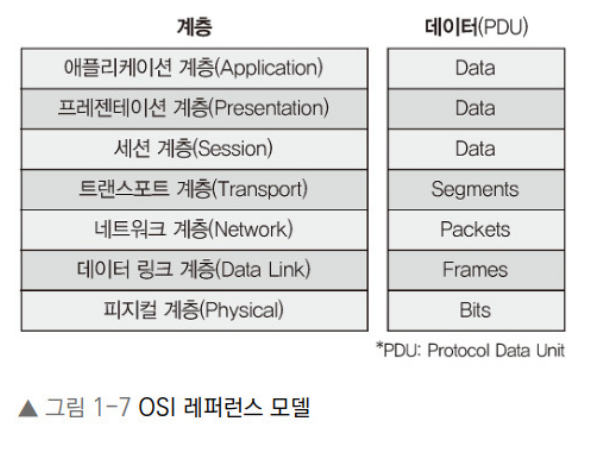 계층 데이터(PDU)
애플리케이션 계층(Application) Data
프레젠테이션 계층(Presentation) Data
세션 계층(Session) Data
트랜스포트 계층(Transport) Segments
네트워크 계층(Network) Packets
데이터 링크 계층(Data Link) Frames
피지컬 계층(Physical) Bits
*PDU: Protocol Data Unit
▲ 그림 1-7 OSI 레퍼런스 모델